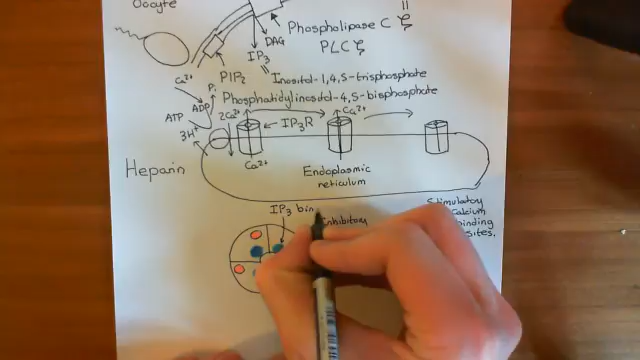 Oocyte
Phospholipase C ζ
PLC ζ
DAG
IP3
PIP2
Inositol-1,4,5-trisphosphate
Phosphatidylinositol-4,5-bisphosphate
Ca2+
Pi
ADP
ATP
3H+
2Ca2+
IP3R
Ca2+
Ca2+
Heparin
Endoplasmic
reticulum
IP3 bin
Inhibitory
Stimulatory
Calcium
binding
sites.